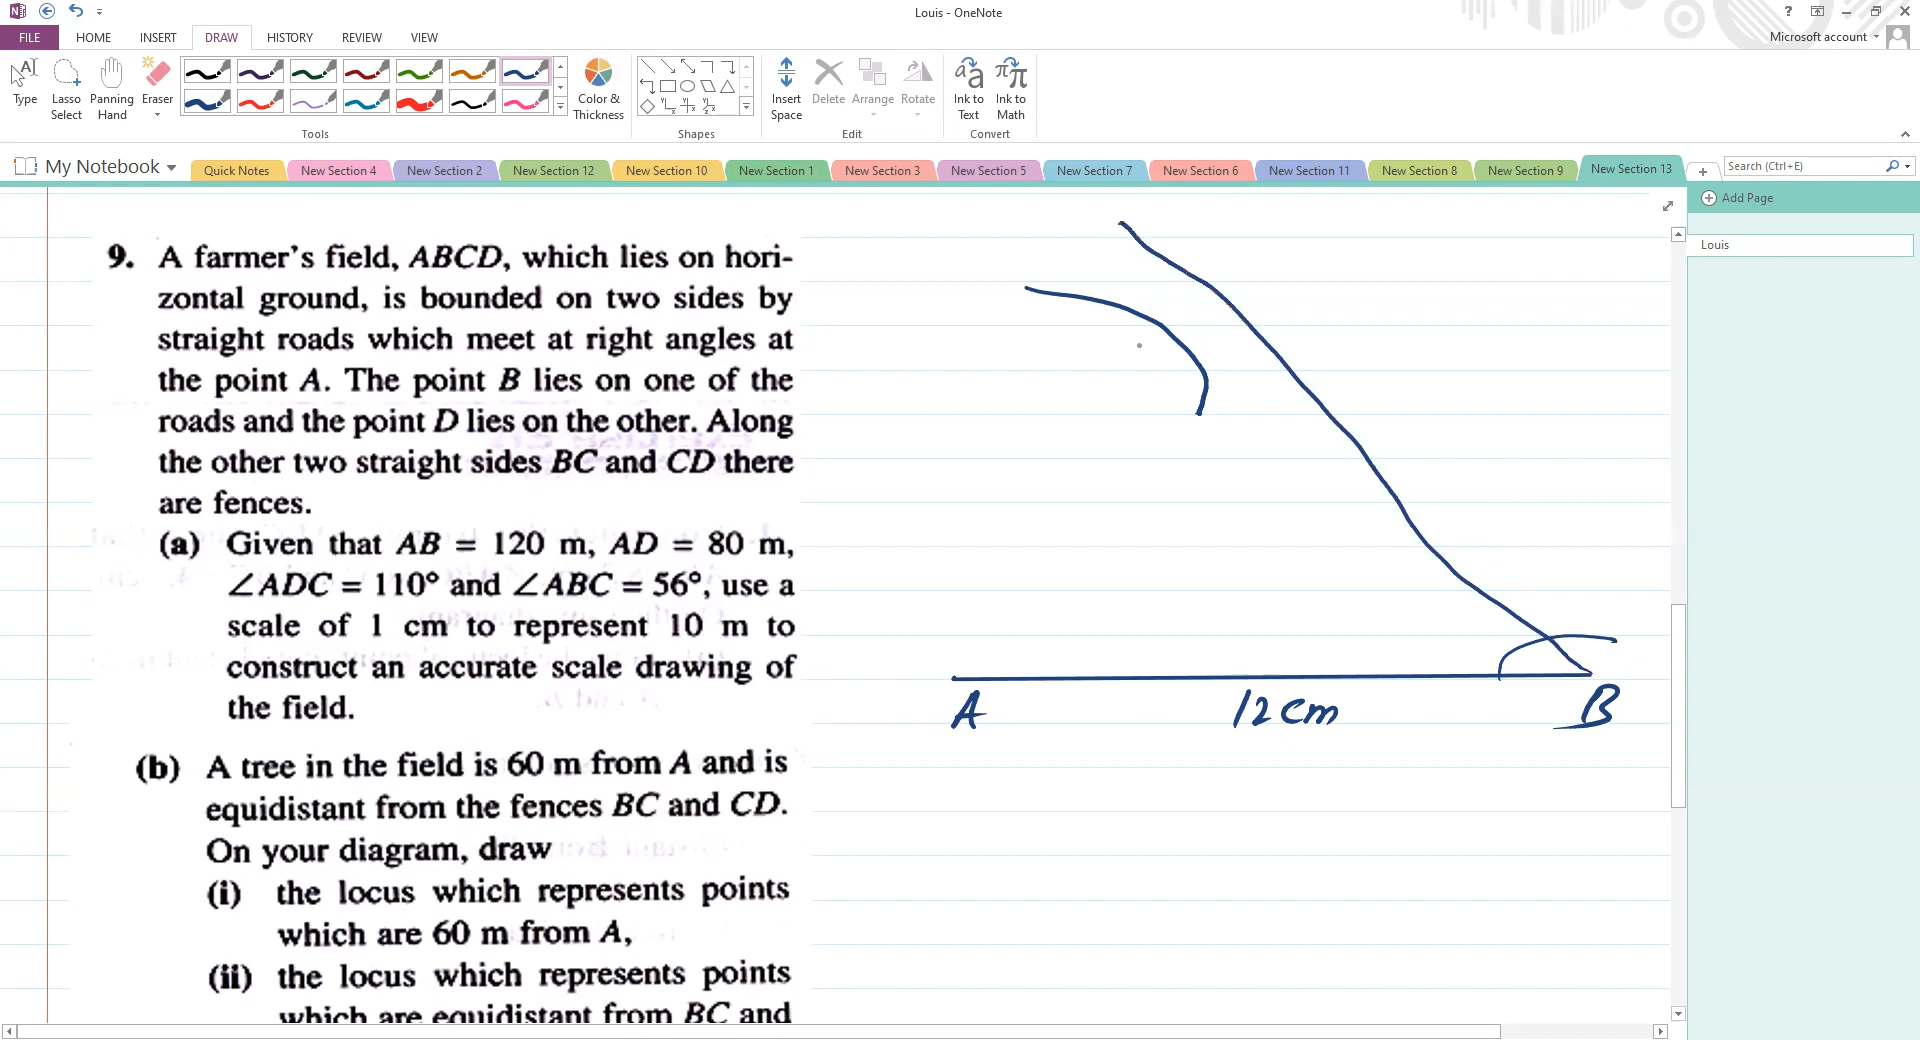 Louis - OneNote
?
FILE HOME INSERT DRAW HISTORY REVIEW VIEW
Microsoft account
Type
Lasso
Select
Panning
Hand
Eraser
Color &
Thickness
Insert
Space
Delete
Arrange
Rotate
Ink to
Text
Ink to
Math
Tools
Shapes
Edit
Convert
My Notebook
Quick Notes New Section 4 New Section 2 New Section 12 New Section 10 New Section 1 New Section 3 New Section 5 New Section 7 New Section 6 New Section 11 New Section 8 New Section 9 New Section 13
Search (Ctrl+E)
Add Page
Louis
9. A farmer's field, ABCD, which lies on hori-
zontal ground, is bounded on two sides by
straight roads which meet at right angles at
the point A. The point B lies on one of the
roads and the point D lies on the other. Along
the other two straight sides BC and CD there
are fences.
(a) Given that AB = 120 m, AD = 80 m,
∠ADC = 110° and ∠ABC = 56°, use a
scale of 1 cm to represent 10 m to
construct an accurate scale drawing of
the field.
(b) A tree in the field is 60 m from A and is
equidistant from the fences BC and CD.
On your diagram, draw
(i) the locus which represents points
which are 60 m from A,
(ii) the locus which represents points
which are equidistant from BC and
A 12 cm B